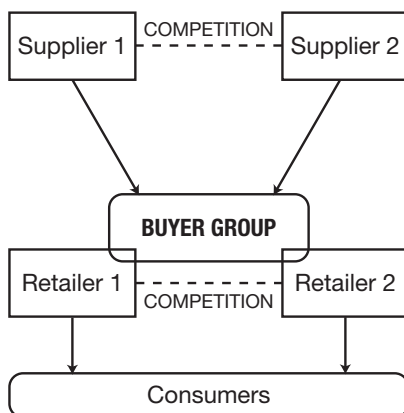 Supplier 1
COMPETITION
Supplier 2
BUYER GROUP
Retailer 1
COMPETITION
Retailer 2
Consumers